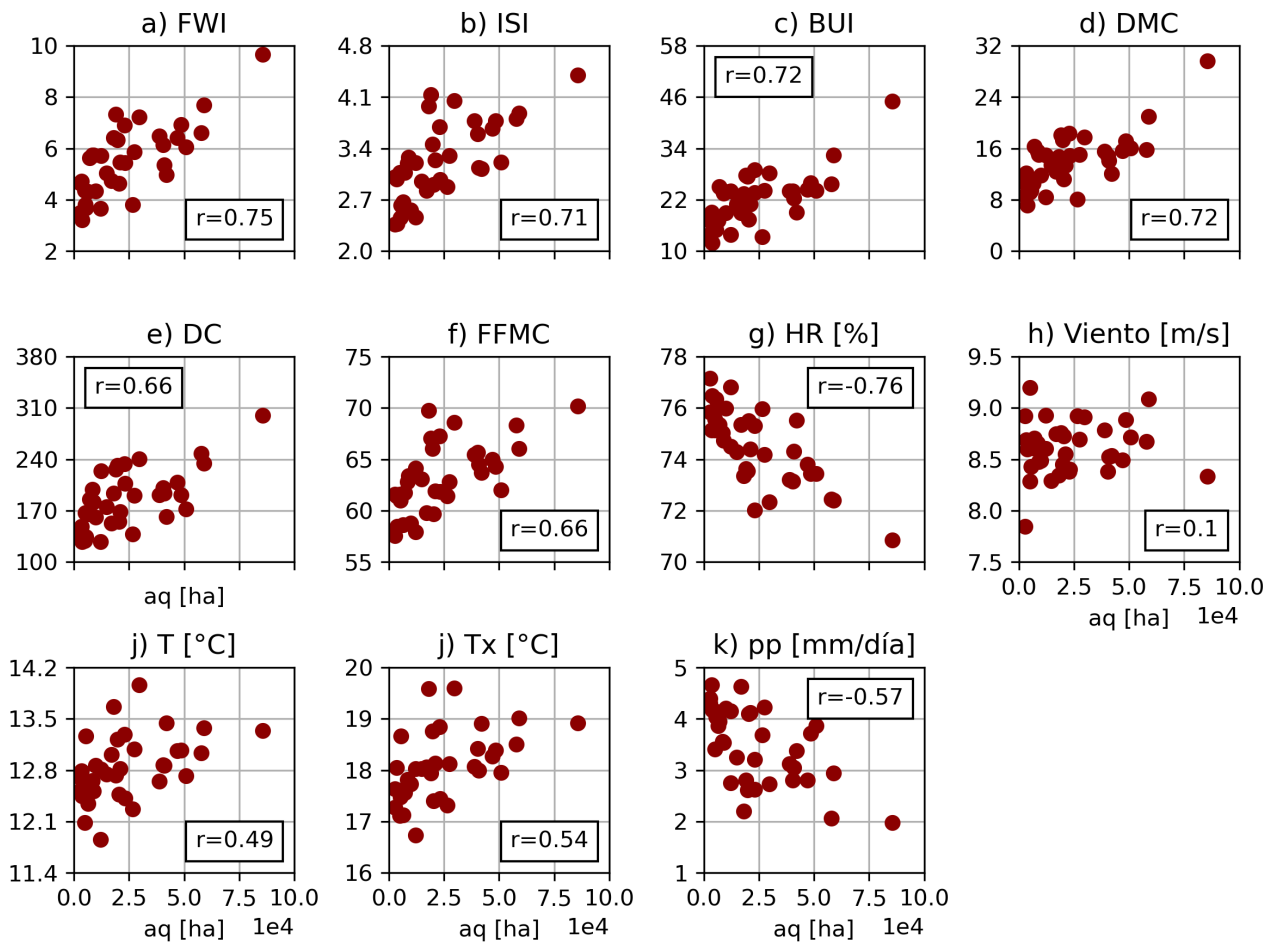 a) FWI
b) ISI
c) BUI
d) DMC
10
8
6
4
2
r=0.75
4.8
4.1
3.4
2.7
2.0
r=0.71
58
46
34
22
10
r=0.72
32
24
16
8
0
r=0.72
e) DC
f) FFMC
g) HR [%]
h) Viento [m/s]
380
310
240
170
100
r=0.66
aq [ha]
75
70
65
60
55
r=0.66
78
76
74
72
70
r=-0.76
9.5
9.0
8.5
8.0
7.5
r=0.1
0.0 2.5 5.0 7.5 10.0
aq [ha] 1e4
j) T [°C]
j) Tx [°C]
k) pp [mm/día]
14.2
13.5
12.8
12.1
11.4
r=0.49
0.0 2.5 5.0 7.5 10.0
aq [ha] 1e4
20
19
18
17
16
r=0.54
0.0 2.5 5.0 7.5 10.0
aq [ha] 1e4
5
4
3
2
1
r=-0.57
0.0 2.5 5.0 7.5 10.0
aq [ha] 1e4